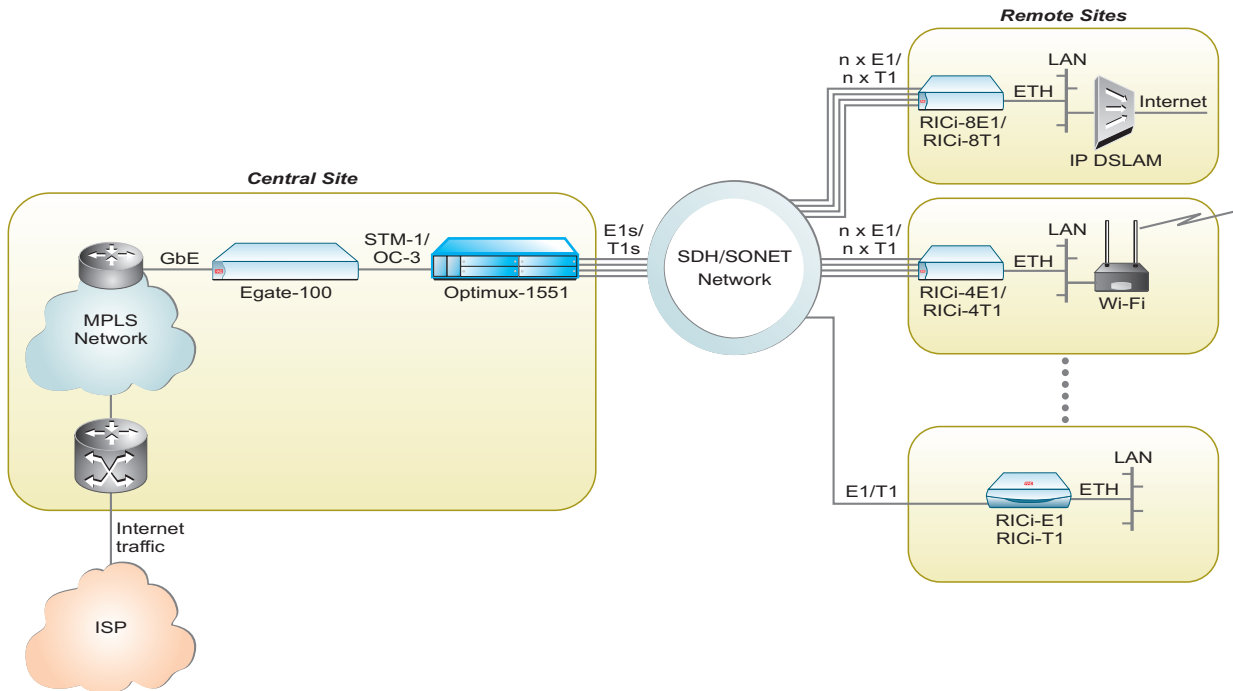 Remote Sites
n x E1/
n x T1
LAN
ETH
Internet
RICi-8E1/
RICi-8T1
IP DSLAM
Central Site
GbE
STM-1/
OC-3
E1s/
T1s
Egate-100
Optimux-1551
MPLS
Network
SDH/SONET
Network
n x E1/
n x T1
LAN
ETH
RICi-4E1/
RICi-4T1
Wi-Fi
Internet
traffic
ISP
E1/T1
LAN
ETH
RICi-E1
RICi-T1